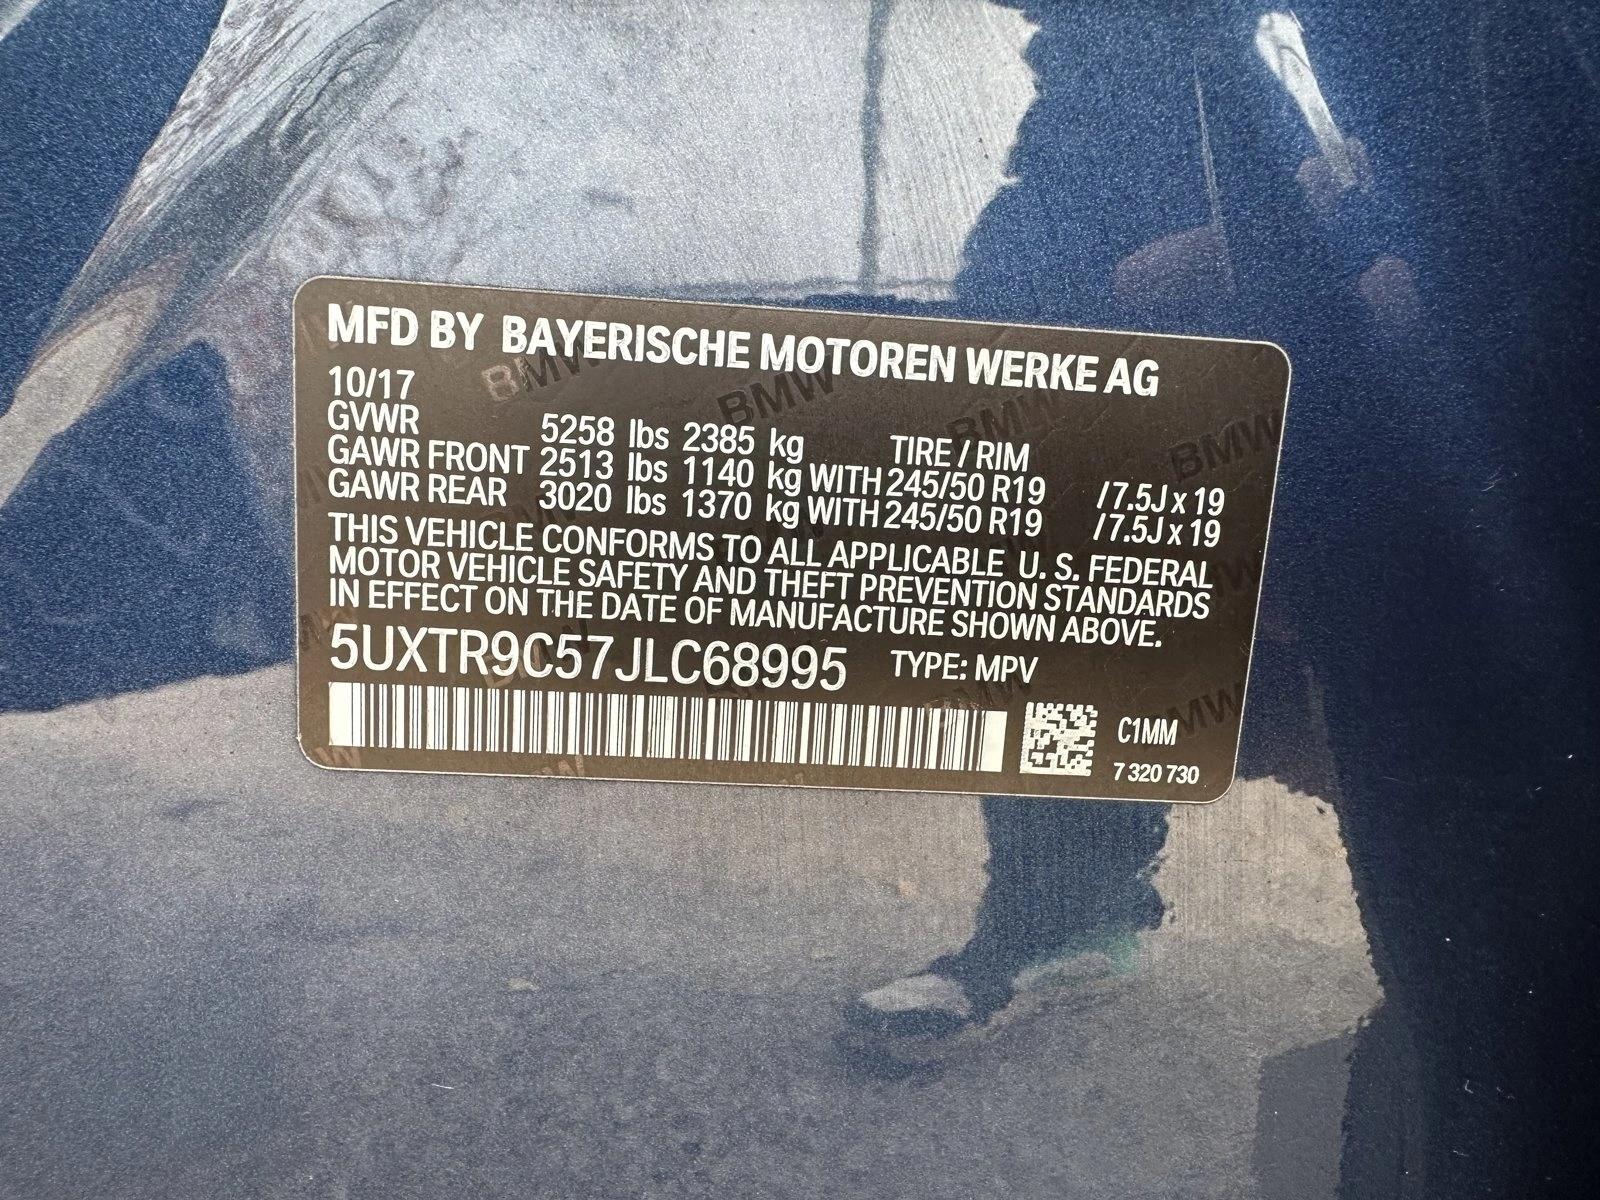 MFD BY BAYERISCHE MOTOREN WERKE AG
10/17
GVWR 5258 lbs 2385 kg TIRE / RIM
GAWR FRONT 2513 lbs 1140 kg WITH 245/50 R19 /7.5J x 19
GAWR REAR 3020 lbs 1370 kg WITH 245/50 R19 /7.5J x 19
THIS VEHICLE CONFORMS TO ALL APPLICABLE U. S. FEDERAL
MOTOR VEHICLE SAFETY AND THEFT PREVENTION STANDARDS
IN EFFECT ON THE DATE OF MANUFACTURE SHOWN ABOVE.
5UXTR9C57JLC68995 TYPE: MPV
C1MM
7 320 730